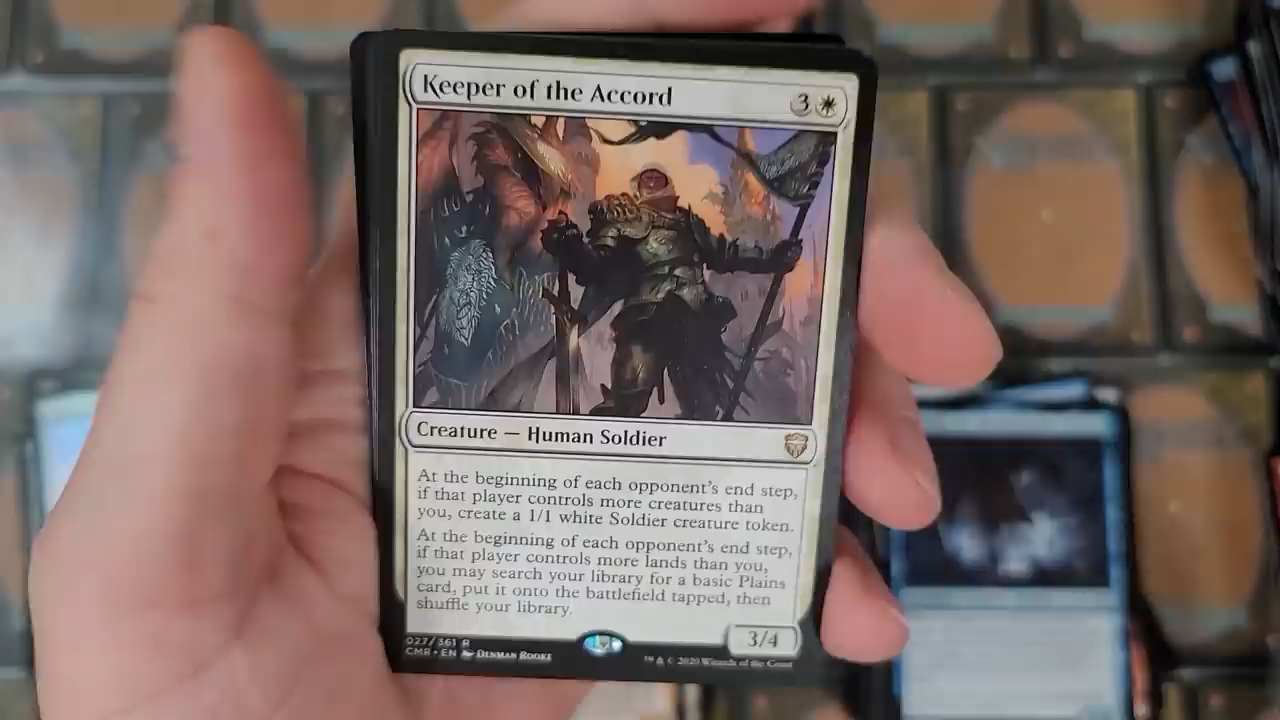 Keeper of the Accord 3
Creature — Human Soldier
At the beginning of each opponent's end step,
if that player controls more creatures than
you, create a 1/1 white Soldier creature token.
At the beginning of each opponent's end step,
if that player controls more lands than you,
you may search your library for a basic Plains
card, put it onto the battlefield tapped, then
shuffle your library.
3/4
027/361 R
CMR • EN Denman Rooke
™ & © 2020 Wizards of the Coast